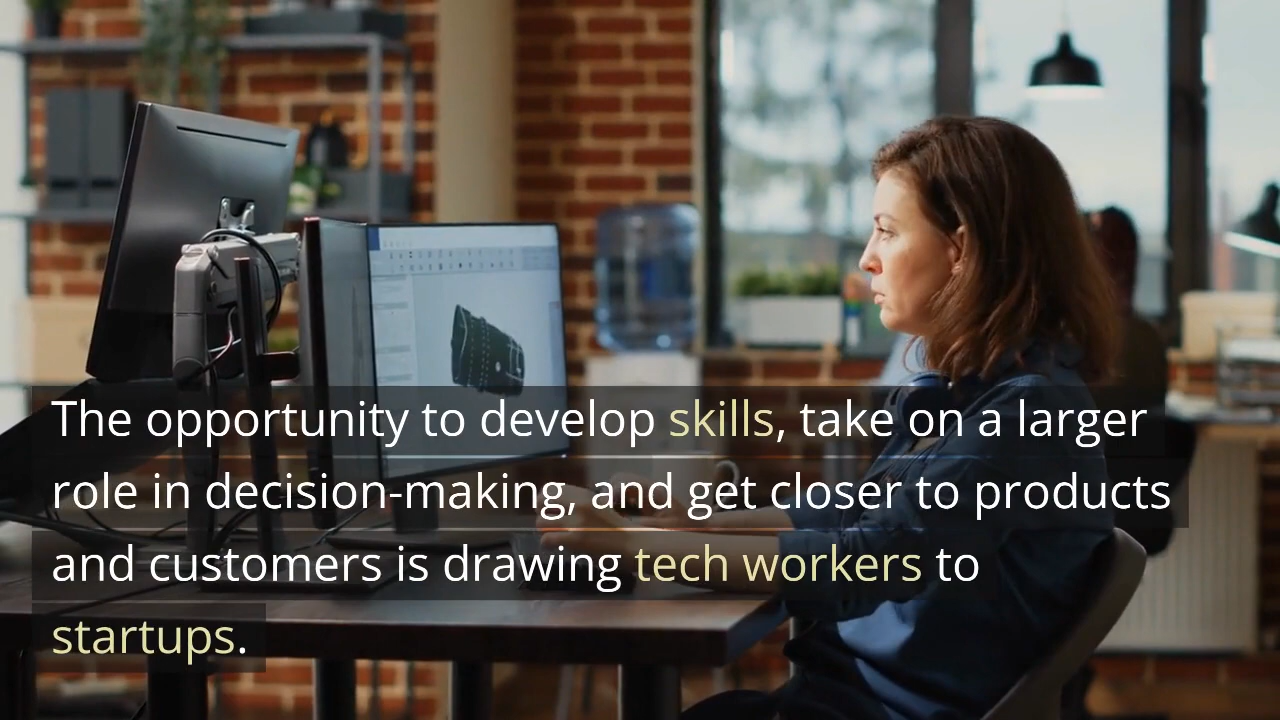 The opportunity to develop skills, take on a larger
role in decision-making, and get closer to products
and customers is drawing tech workers to
startups.